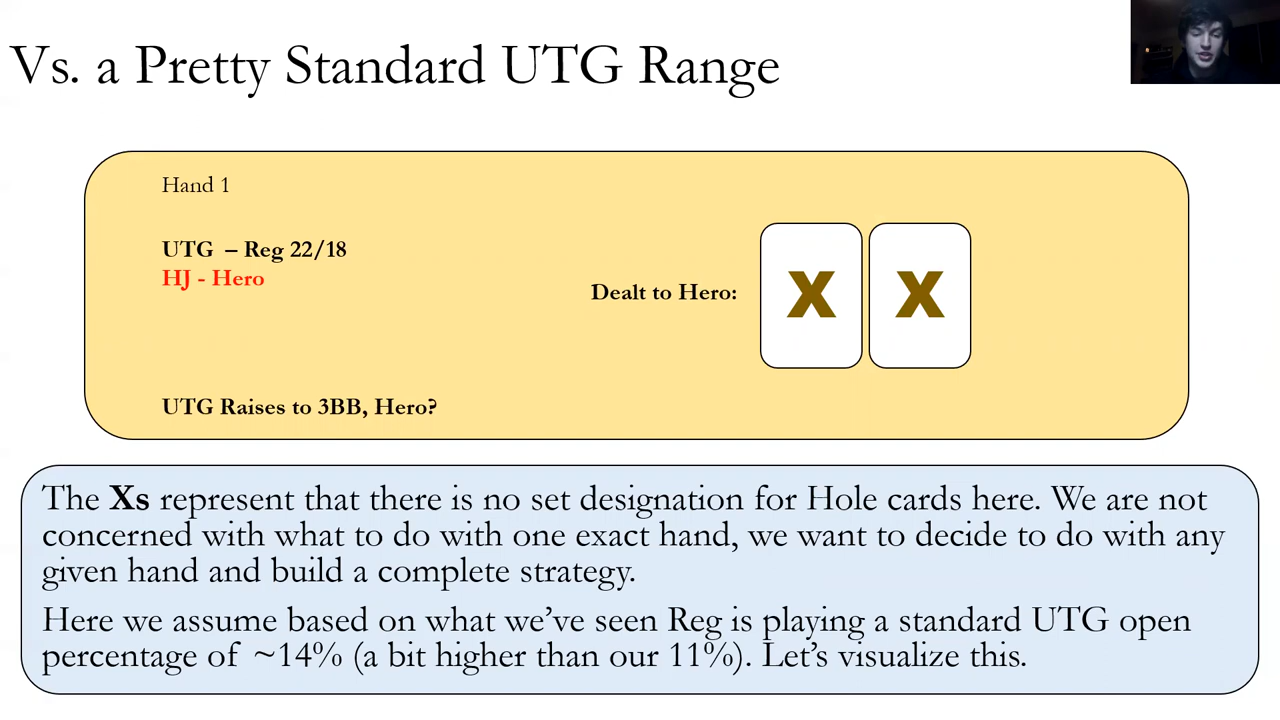 Vs. a Pretty Standard UTG Range
Hand 1
UTG – Reg 22/18
HJ - Hero
Dealt to Hero:
X X
UTG Raises to 3BB, Hero?
The Xs represent that there is no set designation for Hole cards here. We are not
concerned with what to do with one exact hand, we want to decide to do with any
given hand and build a complete strategy.
Here we assume based on what we've seen Reg is playing a standard UTG open
percentage of ~14% (a bit higher than our 11%). Let's visualize this.